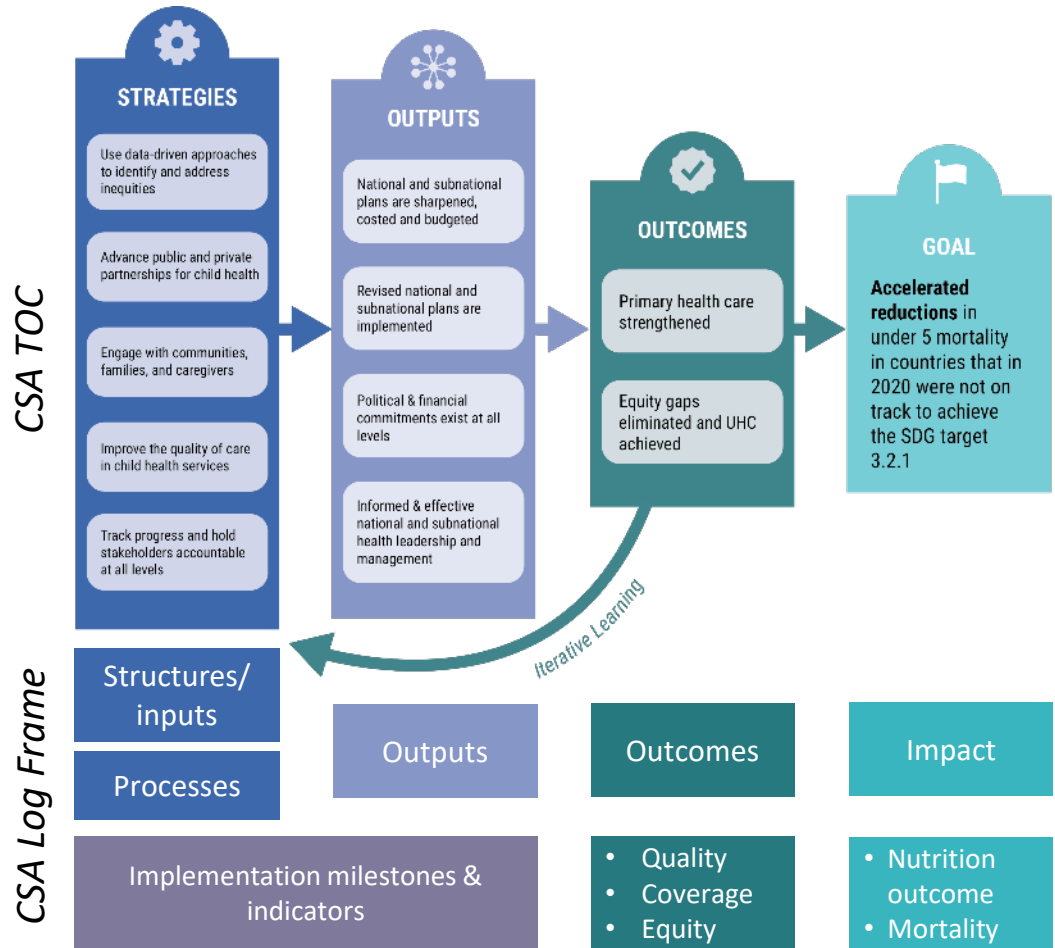 CSA TOC
STRATEGIES
Use data-driven approaches
to identify and address
inequities
Advance public and private
partnerships for child health
Engage with communities,
families, and caregivers
Improve the quality of care
in child health services
Track progress and hold
stakeholders accountable
at all levels
OUTPUTS
National and subnational
plans are sharpened,
costed and budgeted
Revised national and
subnational plans are
implemented
Political & financial
commitments exist at all
levels
Informed & effective
national and subnational
health leadership and
management
OUTCOMES
Primary health care
strengthened
Equity gaps
eliminated and UHC
achieved
GOAL
Accelerated
reductions in
under 5 mortality
in countries that in
2020 were not on
track to achieve
the SDG target
3.2.1
Iterative Learning
CSA Log Frame
Structures/
inputs
Processes
Outputs
Outcomes
Impact
Implementation milestones &
indicators
• Quality
• Coverage
• Equity
• Nutrition
outcome
• Mortality